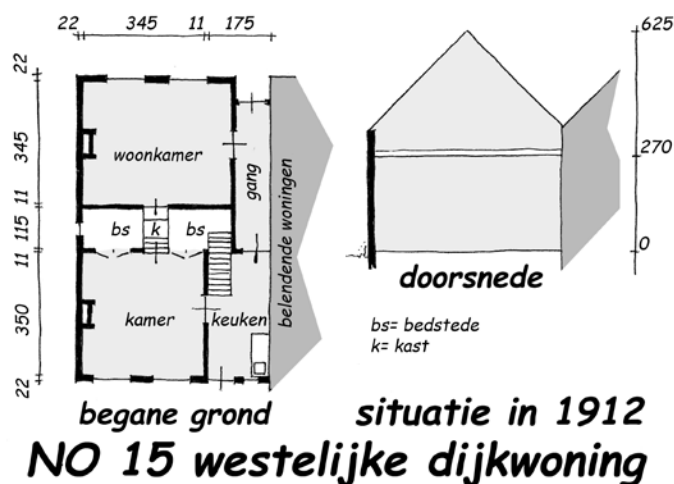 22 345 11 175
22
345
11
115
11
350
22
woonkamer
gang
bs k bs
kamer
keuken
belendende woningen
begane grond
625
270
0
doorsnede
bs= bedstede
k= kast
situatie in 1912
NO 15 westelijke dijkwoning